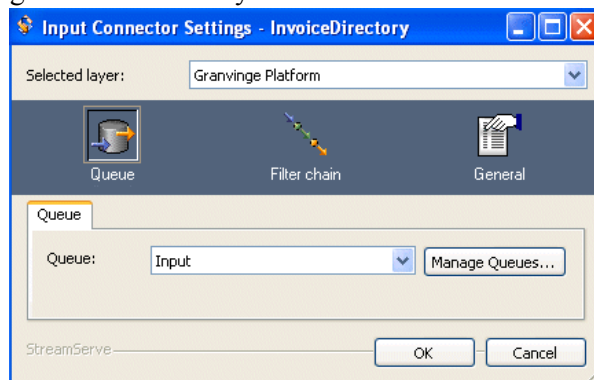 Input Connector Settings - InvoiceDirectory
Selected layer: Granvinge Platform
Queue Filter chain General
Queue
Queue: Input Manage Queues...
StreamServe OK Cancel